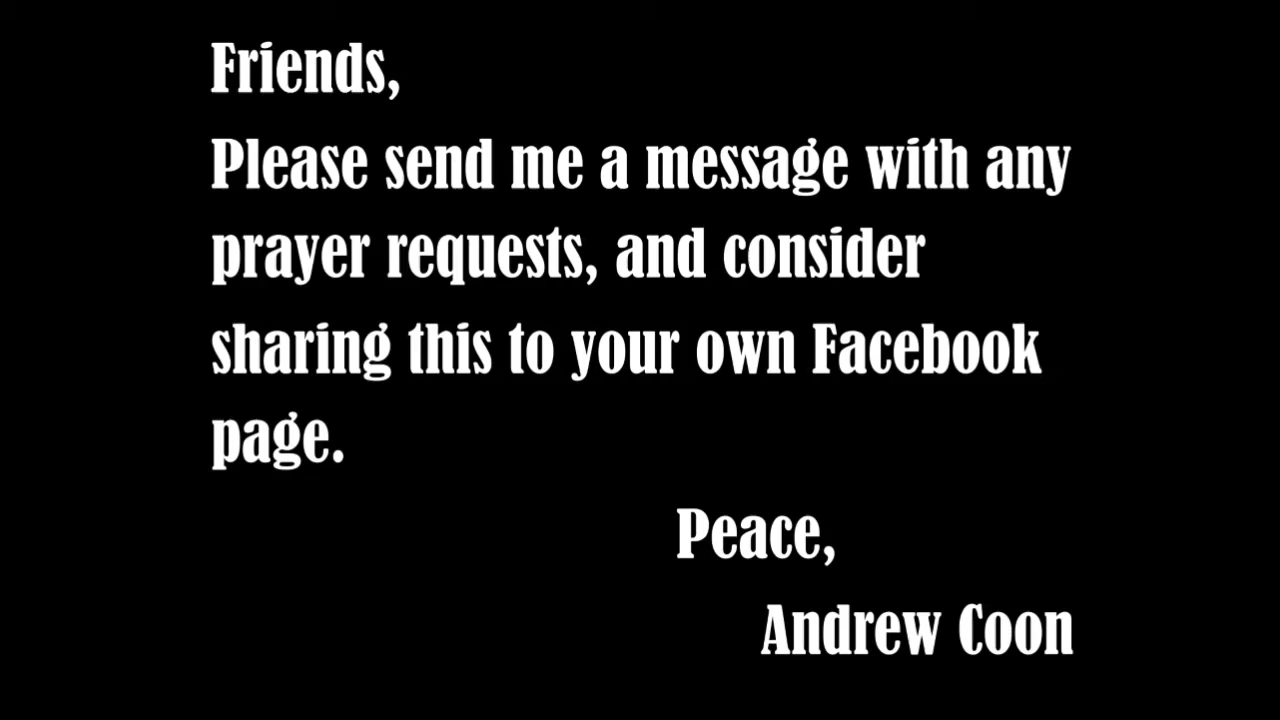 Friends,
Please send me a message with any
prayer requests, and consider
sharing this to your own Facebook
page.
Peace,
Andrew Coon